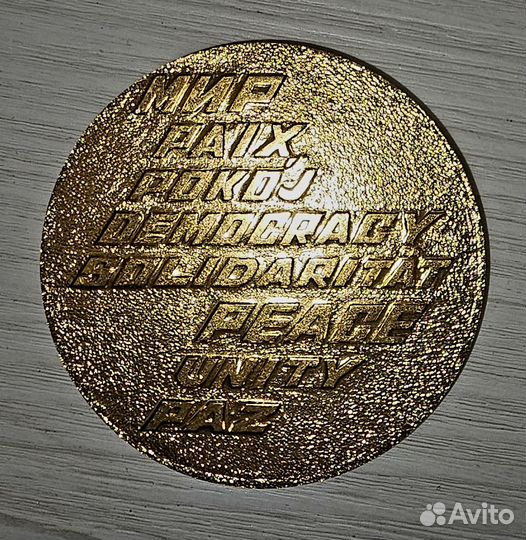 МИР
PAIX
POKÓJ
DEMOCRACY
SOLIDARITÄT
PEACE
UNITY
PAZ
Avito